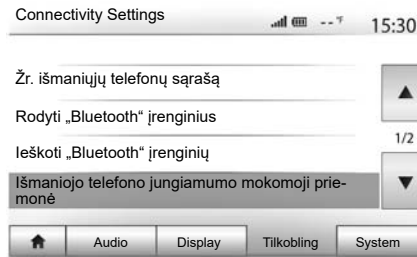 Connectivity Settings
-- °F
15:30
Žr. išmaniųjų telefonų sąrašą
Rodyti „Bluetooth“ įrenginius
1/2
Ieškoti „Bluetooth“ įrenginių
Išmaniojo telefono jungiamumo mokomoji prie-
monė
Audio
Display
Tilkobling
System